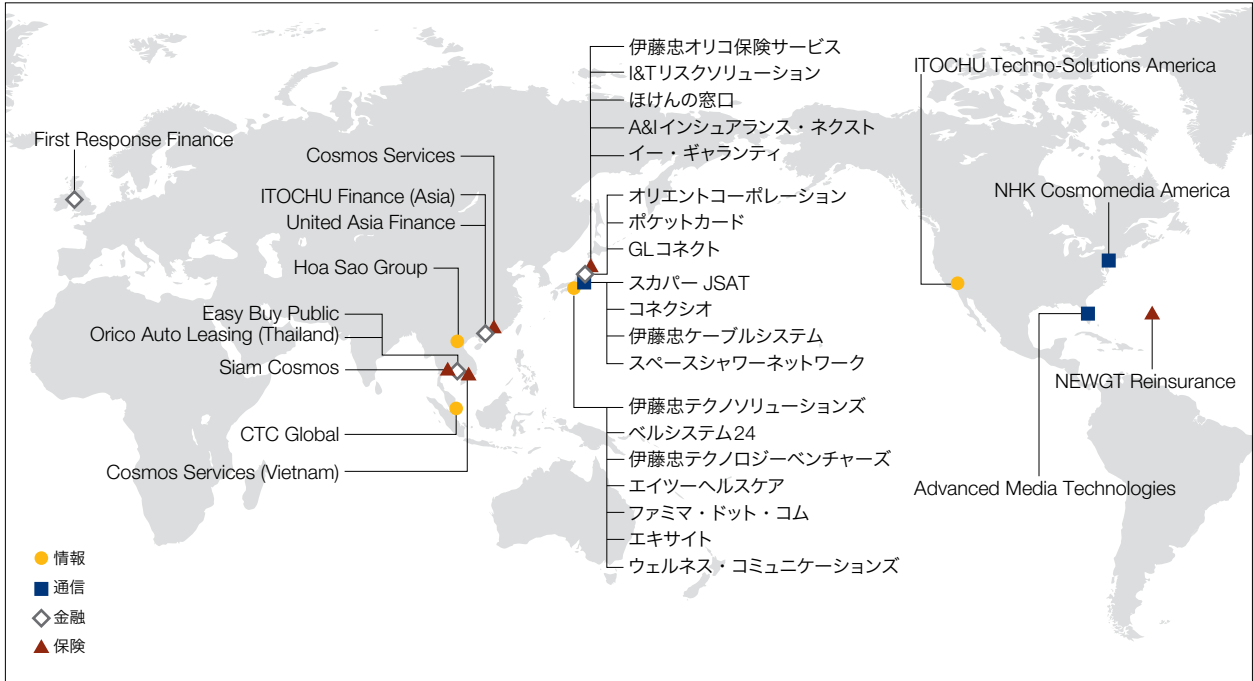 First Response Finance
Cosmos Services
ITOCHU Finance (Asia)
United Asia Finance
Hoa Sao Group
Easy Buy Public
Orico Auto Leasing (Thailand)
Siam Cosmos
CTC Global
Cosmos Services (Vietnam)
伊藤忠オリコ保険サービス
I&Tリスクソリューション
ほけんの窓口
A&Iインシュアランス・ネクスト
イー・ギャランティ
オリエントコーポレーション
ポケットカード
GLコネクト
スカパー JSAT
コネクシオ
伊藤忠ケーブルシステム
スペースシャワーネットワーク
伊藤忠テクノソリューションズ
ベルシステム24
伊藤忠テクノロジーベンチャーズ
エイツーヘルスケア
ファミマ・ドット・コム
エキサイト
ウェルネス・コミュニケーションズ
ITOCHU Techno-Solutions America
NHK Cosmomedia America
NEWGT Reinsurance
Advanced Media Technologies
情報
通信
金融
保険